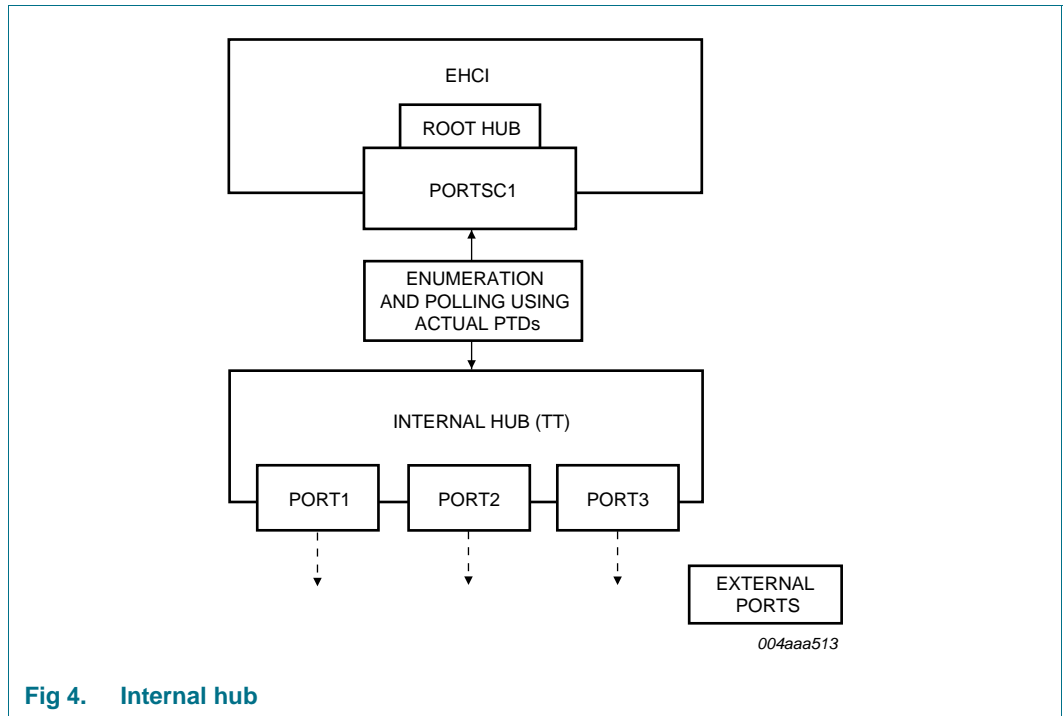 EHCI
ROOT HUB
PORTSC1
ENUMERATION
AND POLLING USING
ACTUAL PTDs
INTERNAL HUB (TT)
PORT1 PORT2 PORT3
EXTERNAL
PORTS
004aaa513
Fig 4. Internal hub